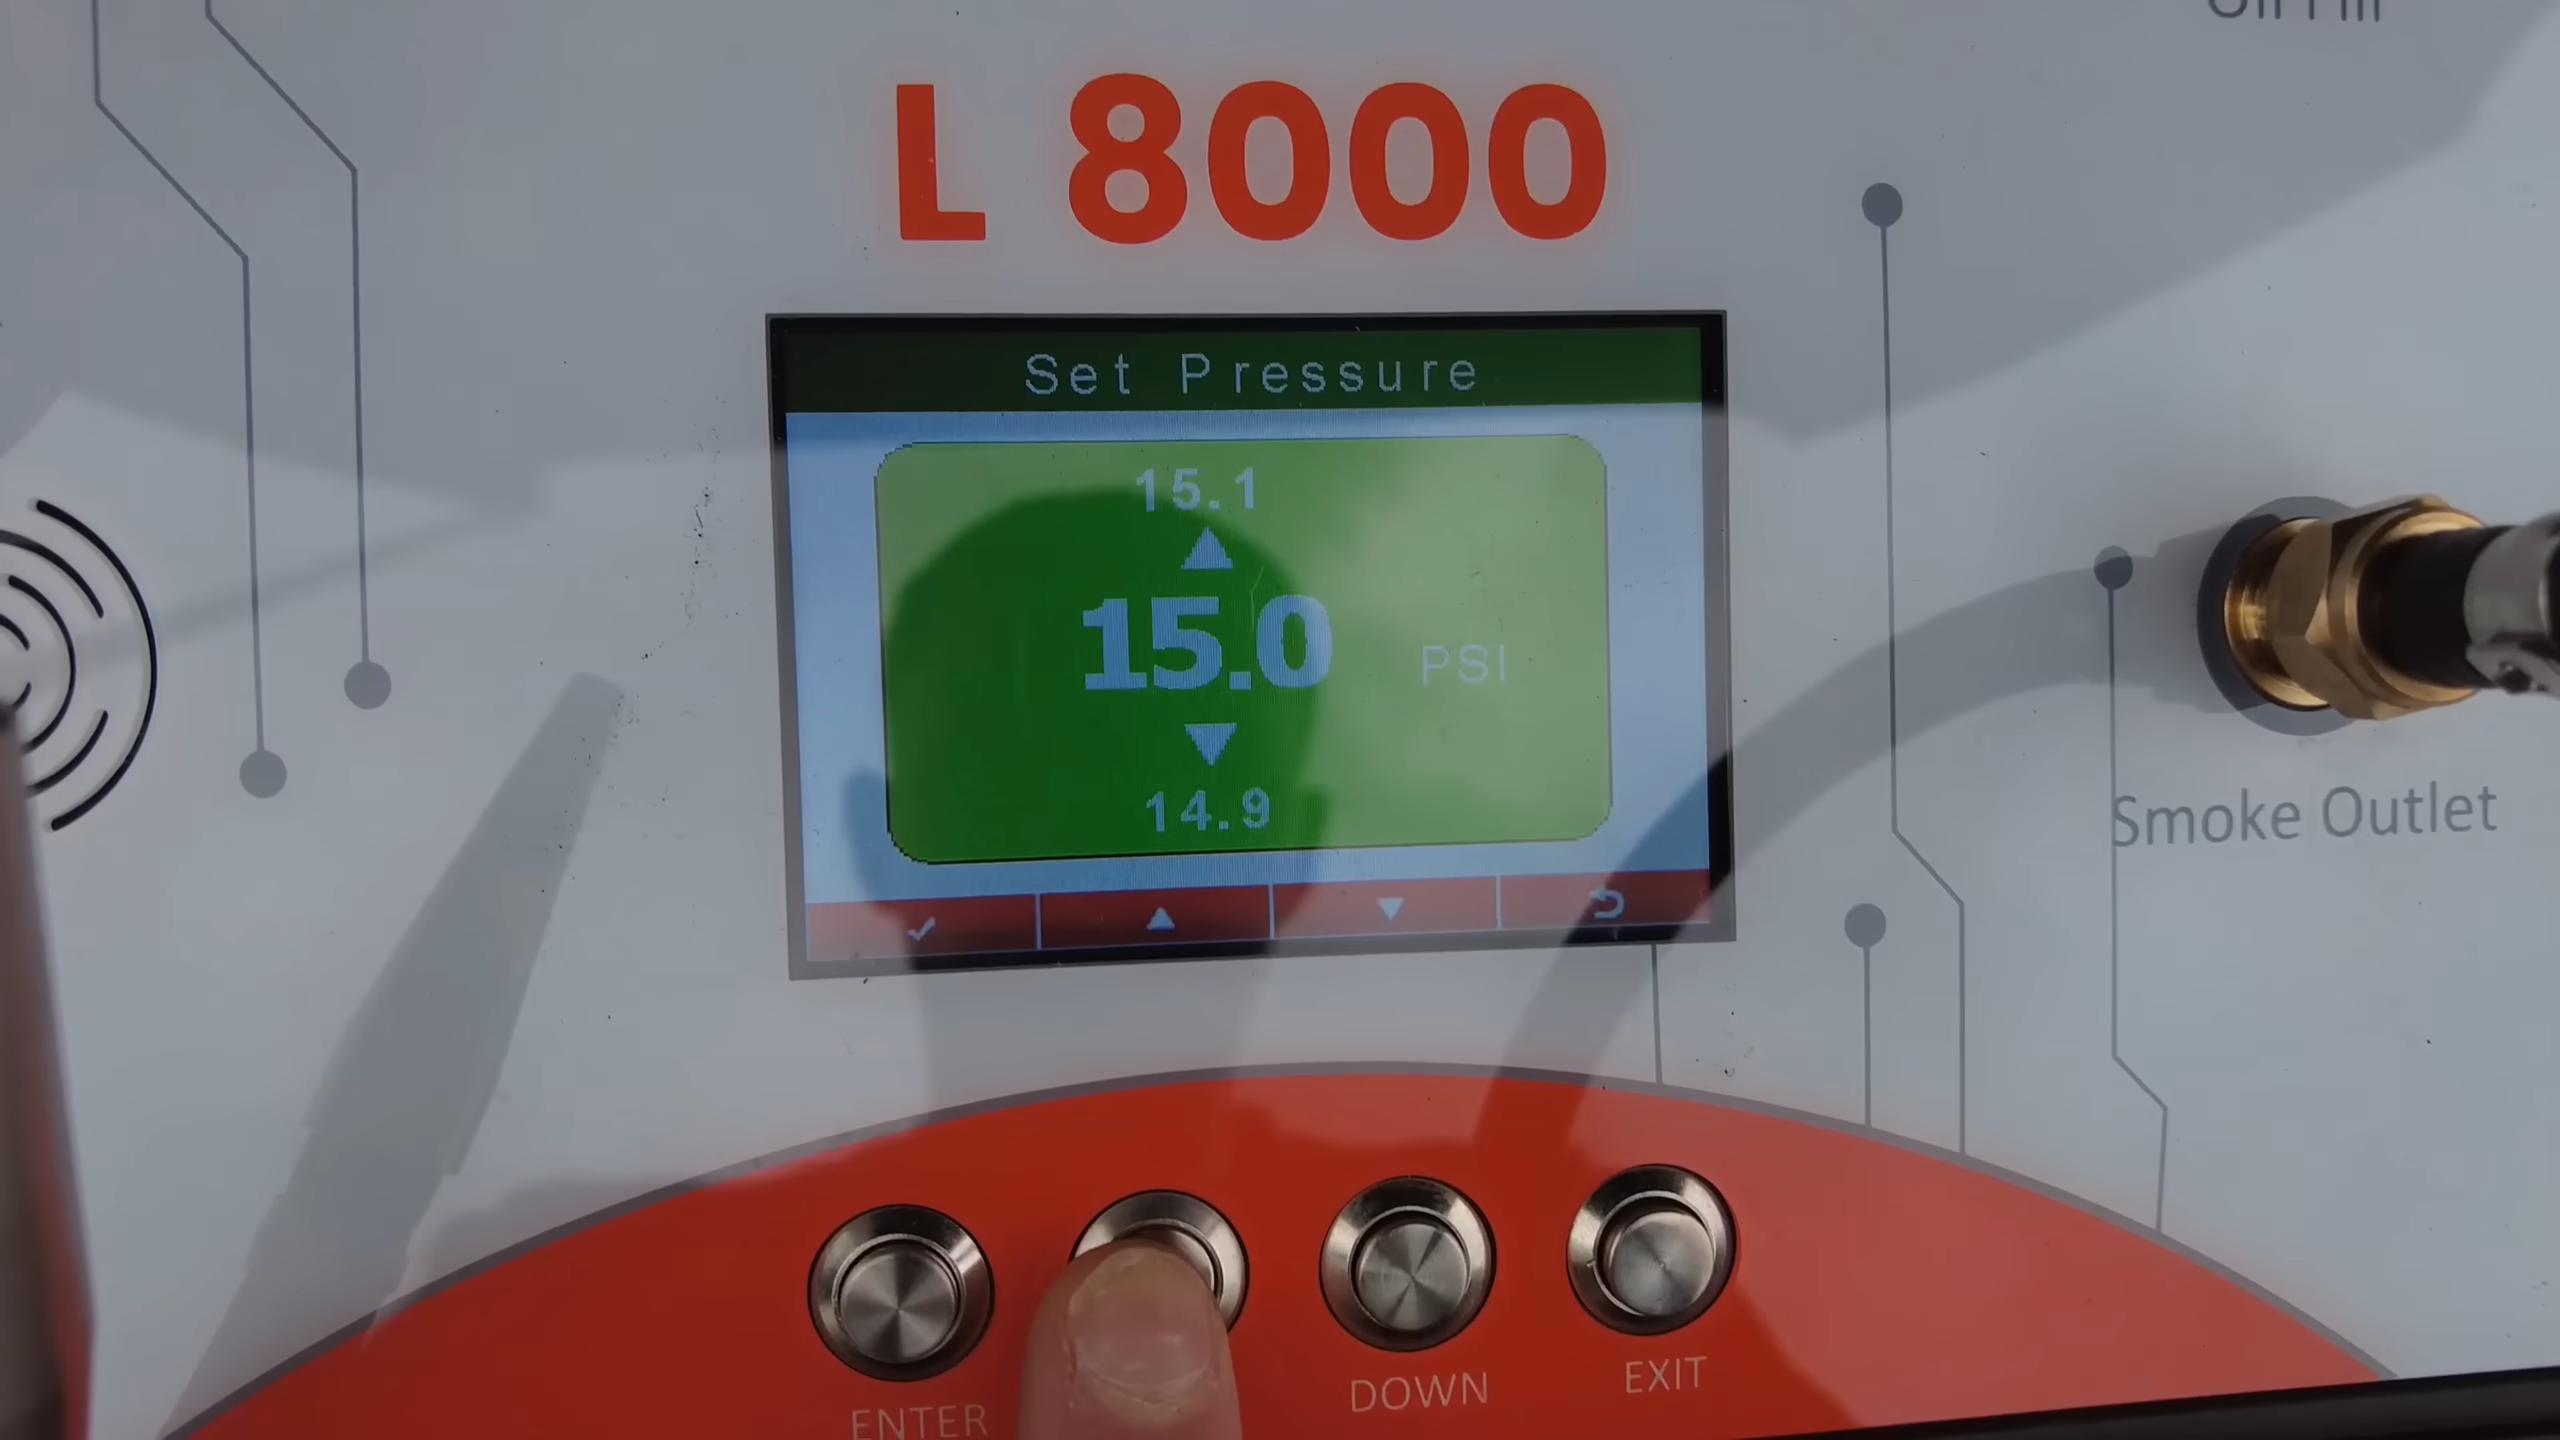 L 8000
Set Pressure
15.1
15.0 PSI
14.9
Smoke Outlet
ENTER
DOWN
EXIT